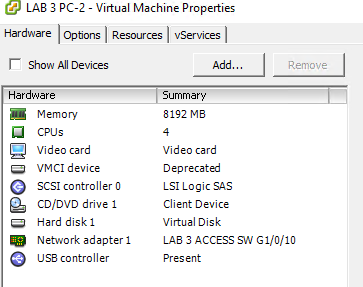 LAB 3 PC-2 - Virtual Machine Properties
Hardware Options Resources vServices
Show All Devices Add... Remove
Hardware Summary
Memory 8192 MB
CPUs 4
Video card Video card
VMCI device Deprecated
SCSI controller 0 LSI Logic SAS
CD/DVD drive 1 Client Device
Hard disk 1 Virtual Disk
Network adapter 1 LAB 3 ACCESS SW G1/0/10
USB controller Present